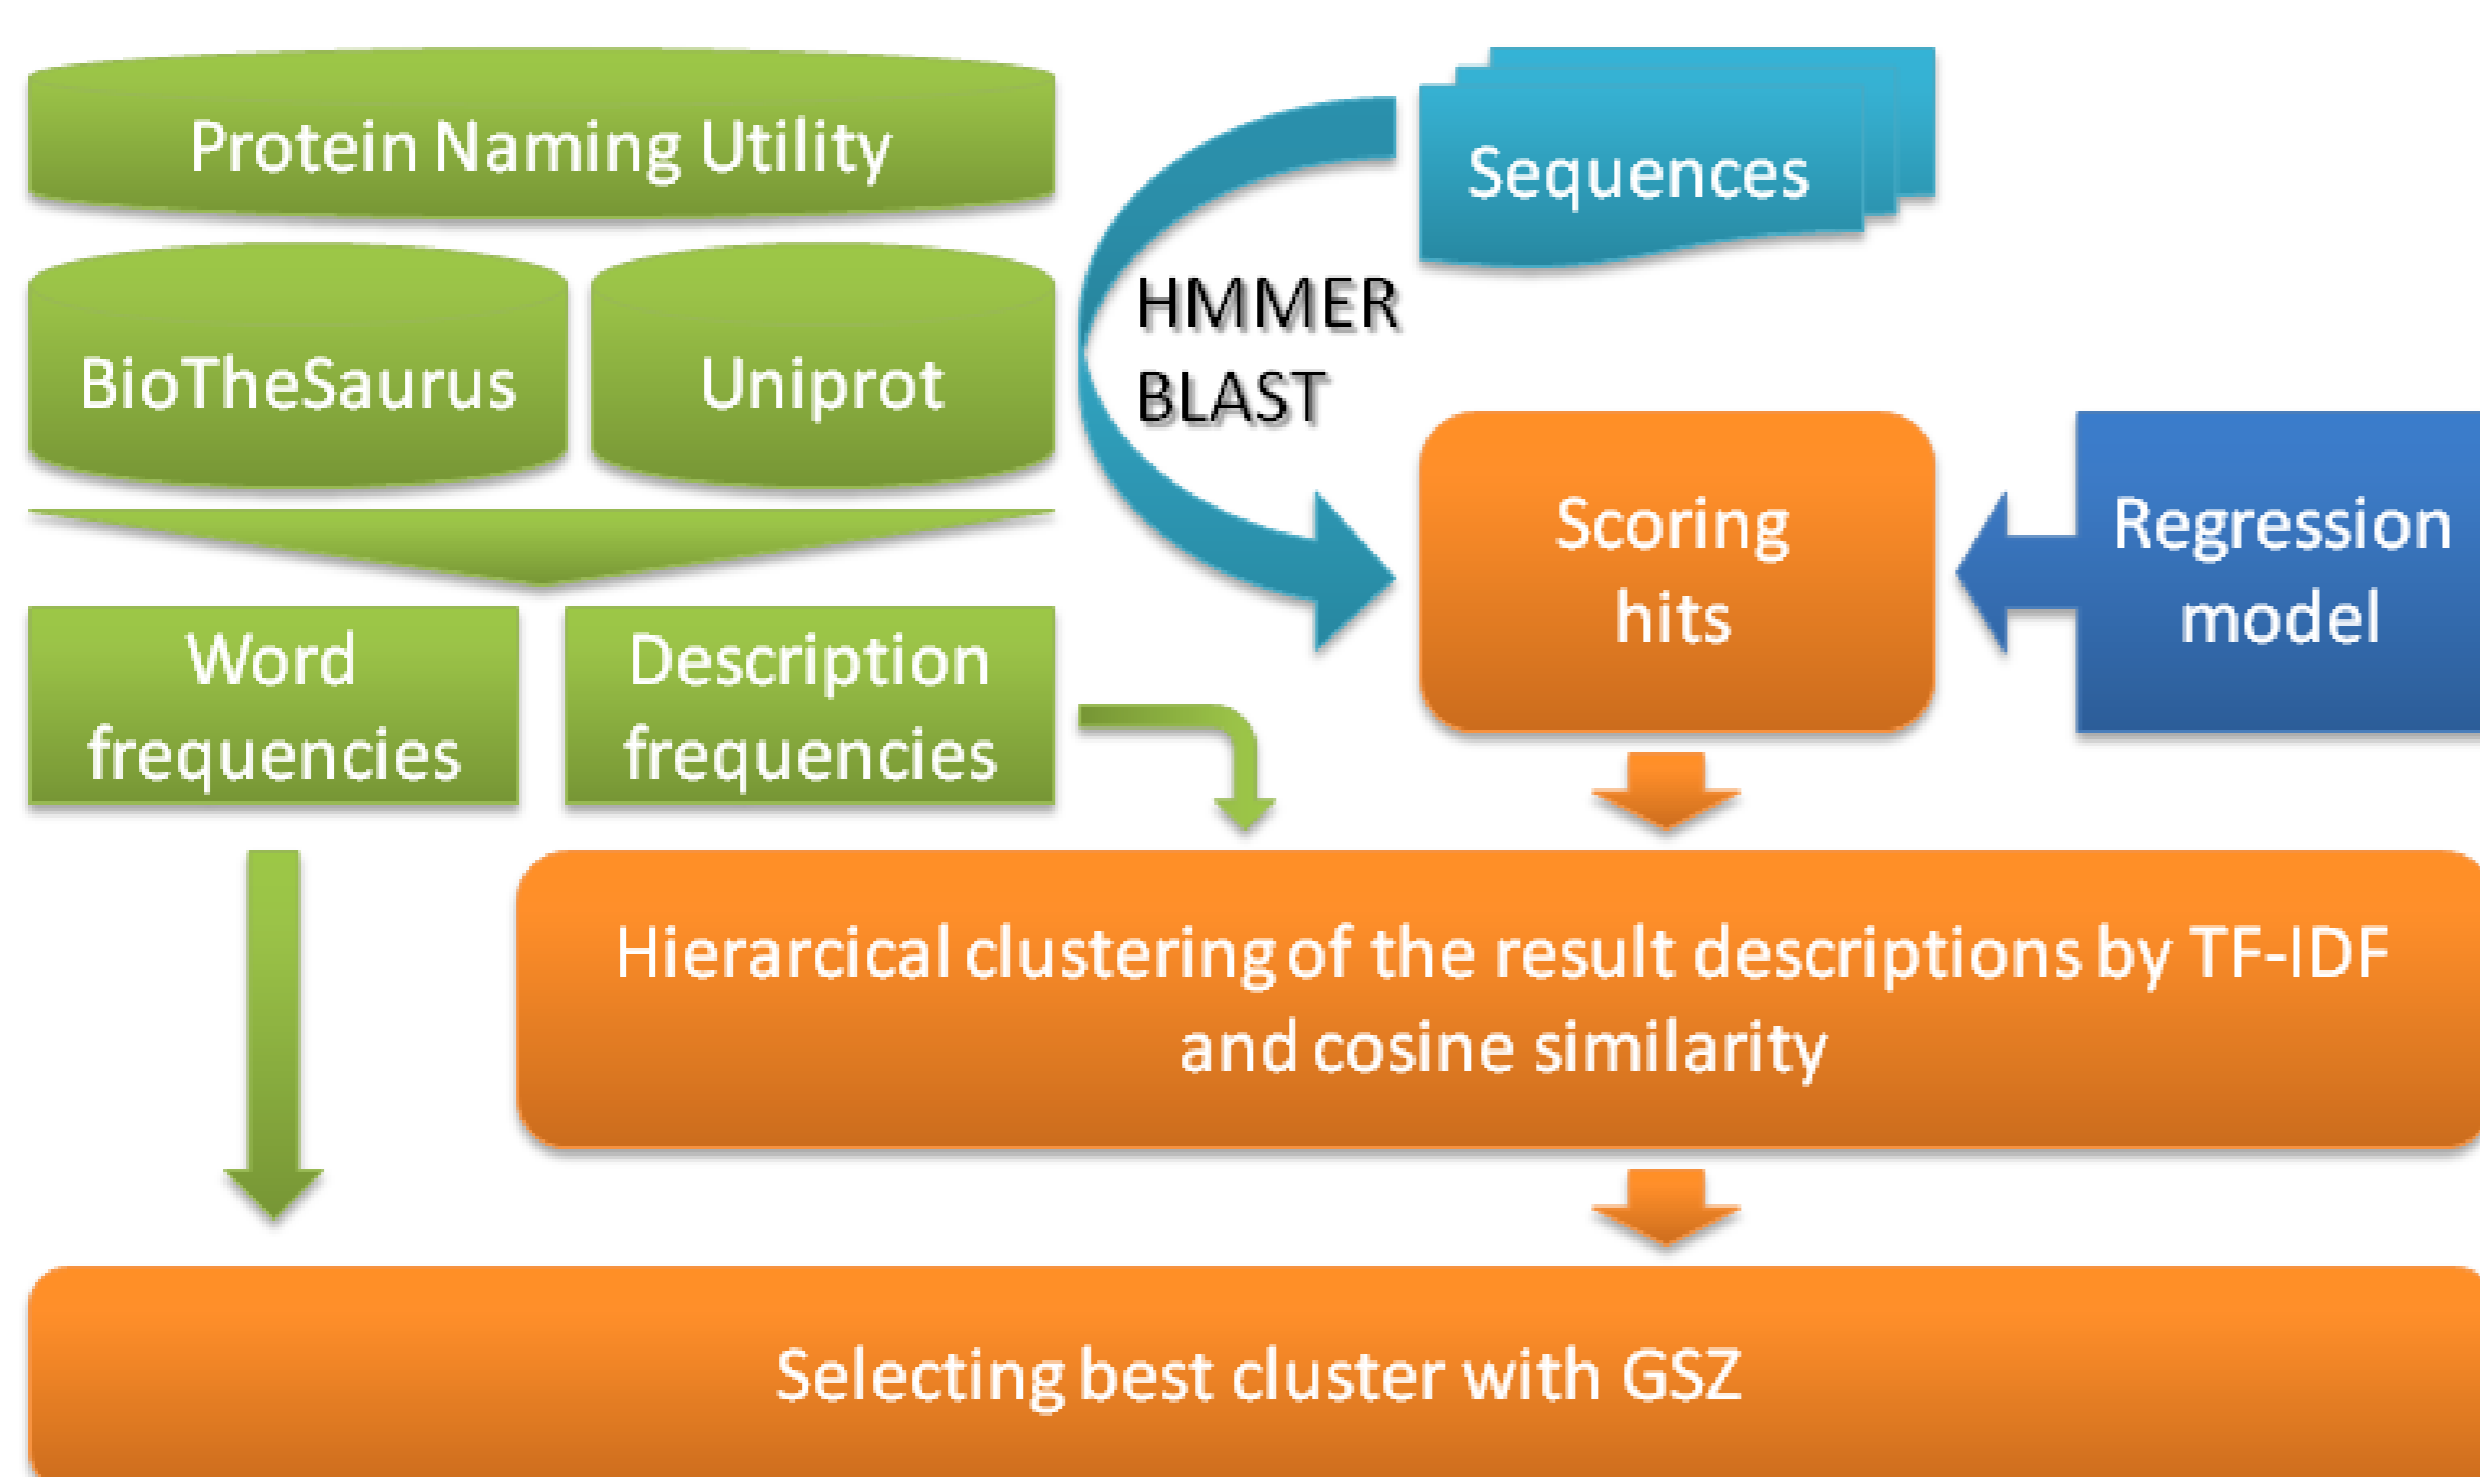 Protein Naming Utility
Sequences
BioTheSaurus
Uniprot
HMMER
BLAST
Scoring
hits
Regression
model
Word
frequencies
Description
frequencies
Hierarcical clustering of the result descriptions by TF-IDF
and cosine similarity
Selecting best cluster with GSZ